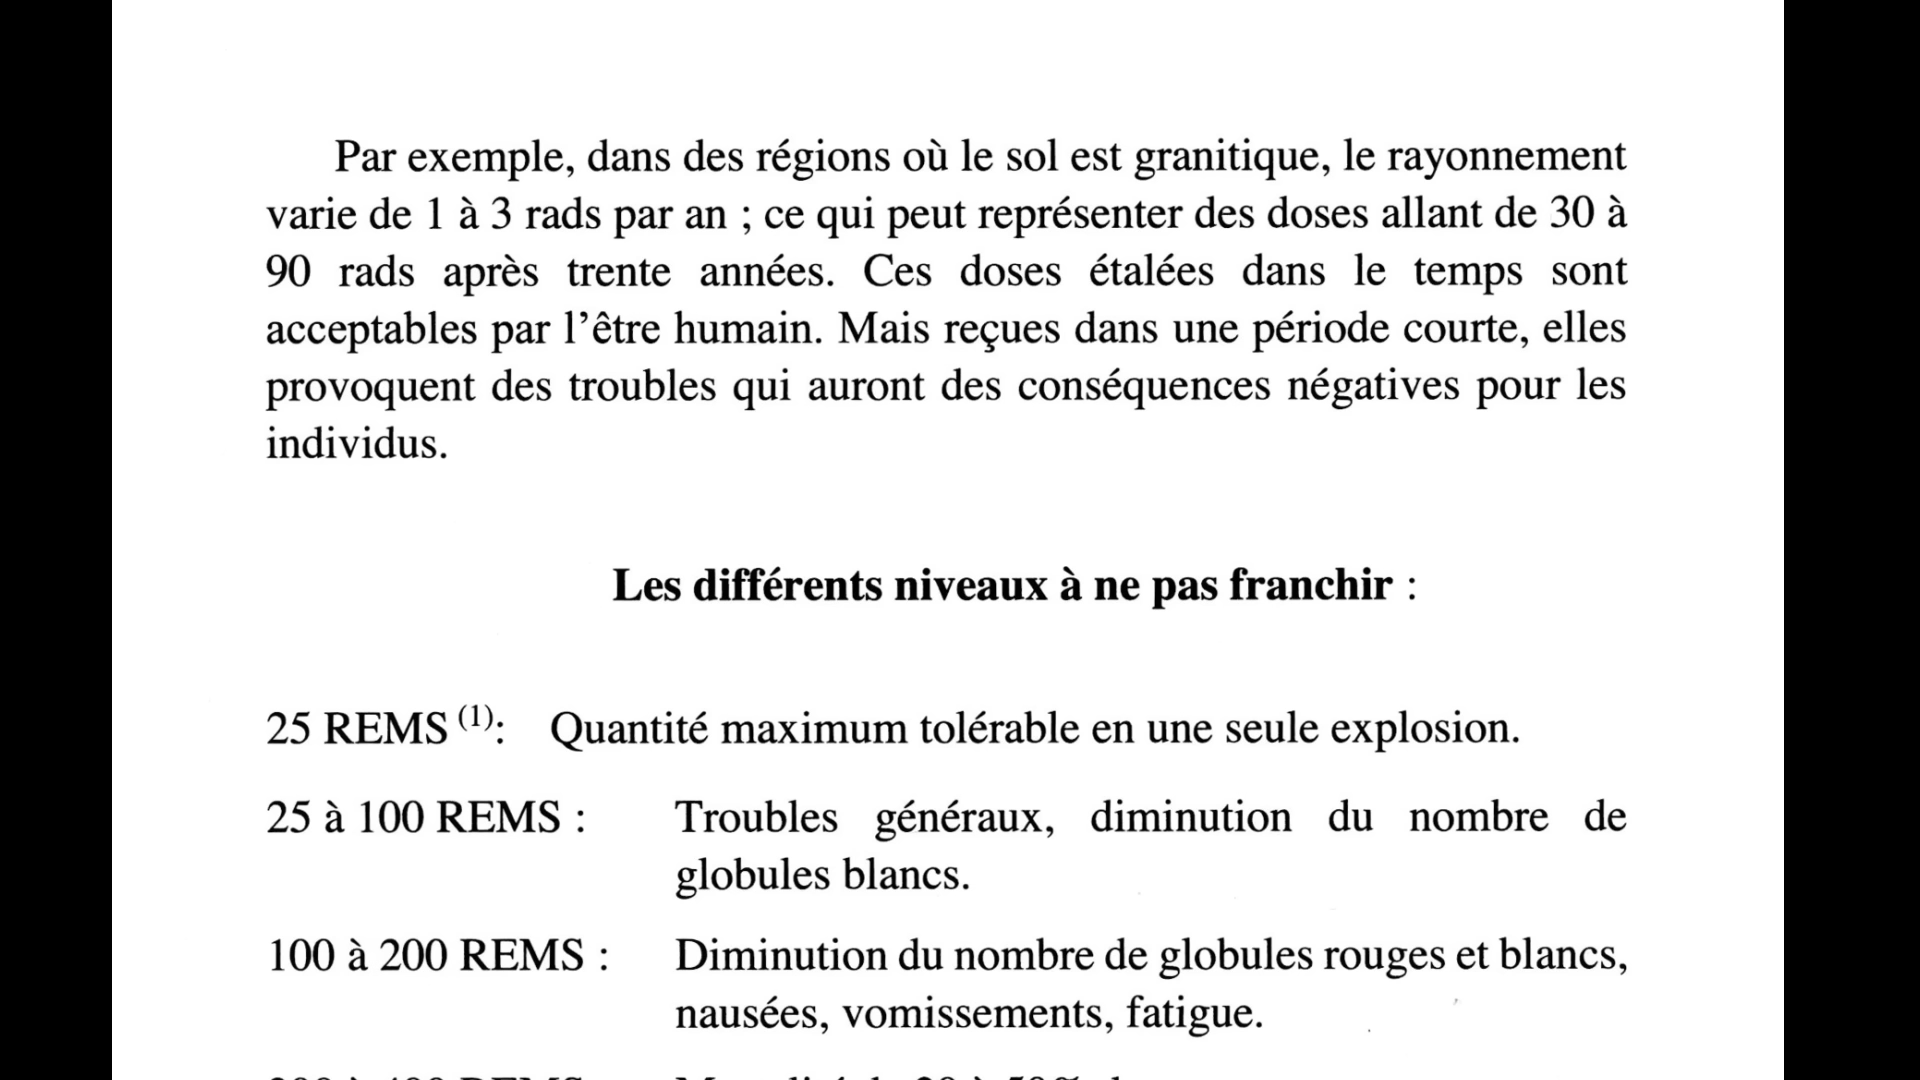 Par exemple, dans des régions où le sol est granitique, le rayonnement
varie de 1 à 3 rads par an ; ce qui peut représenter des doses allant de 30 à
90 rads après trente années. Ces doses étalées dans le temps sont
acceptables par l’être humain. Mais reçues dans une période courte, elles
provoquent des troubles qui auront des conséquences négatives pour les
individus.
Les différents niveaux à ne pas franchir :
25 REMS (1): Quantité maximum tolérable en une seule explosion.
25 à 100 REMS : Troubles généraux, diminution du nombre de
globules blancs.
100 à 200 REMS : Diminution du nombre de globules rouges et blancs,
nausées, vomissements, fatigue.